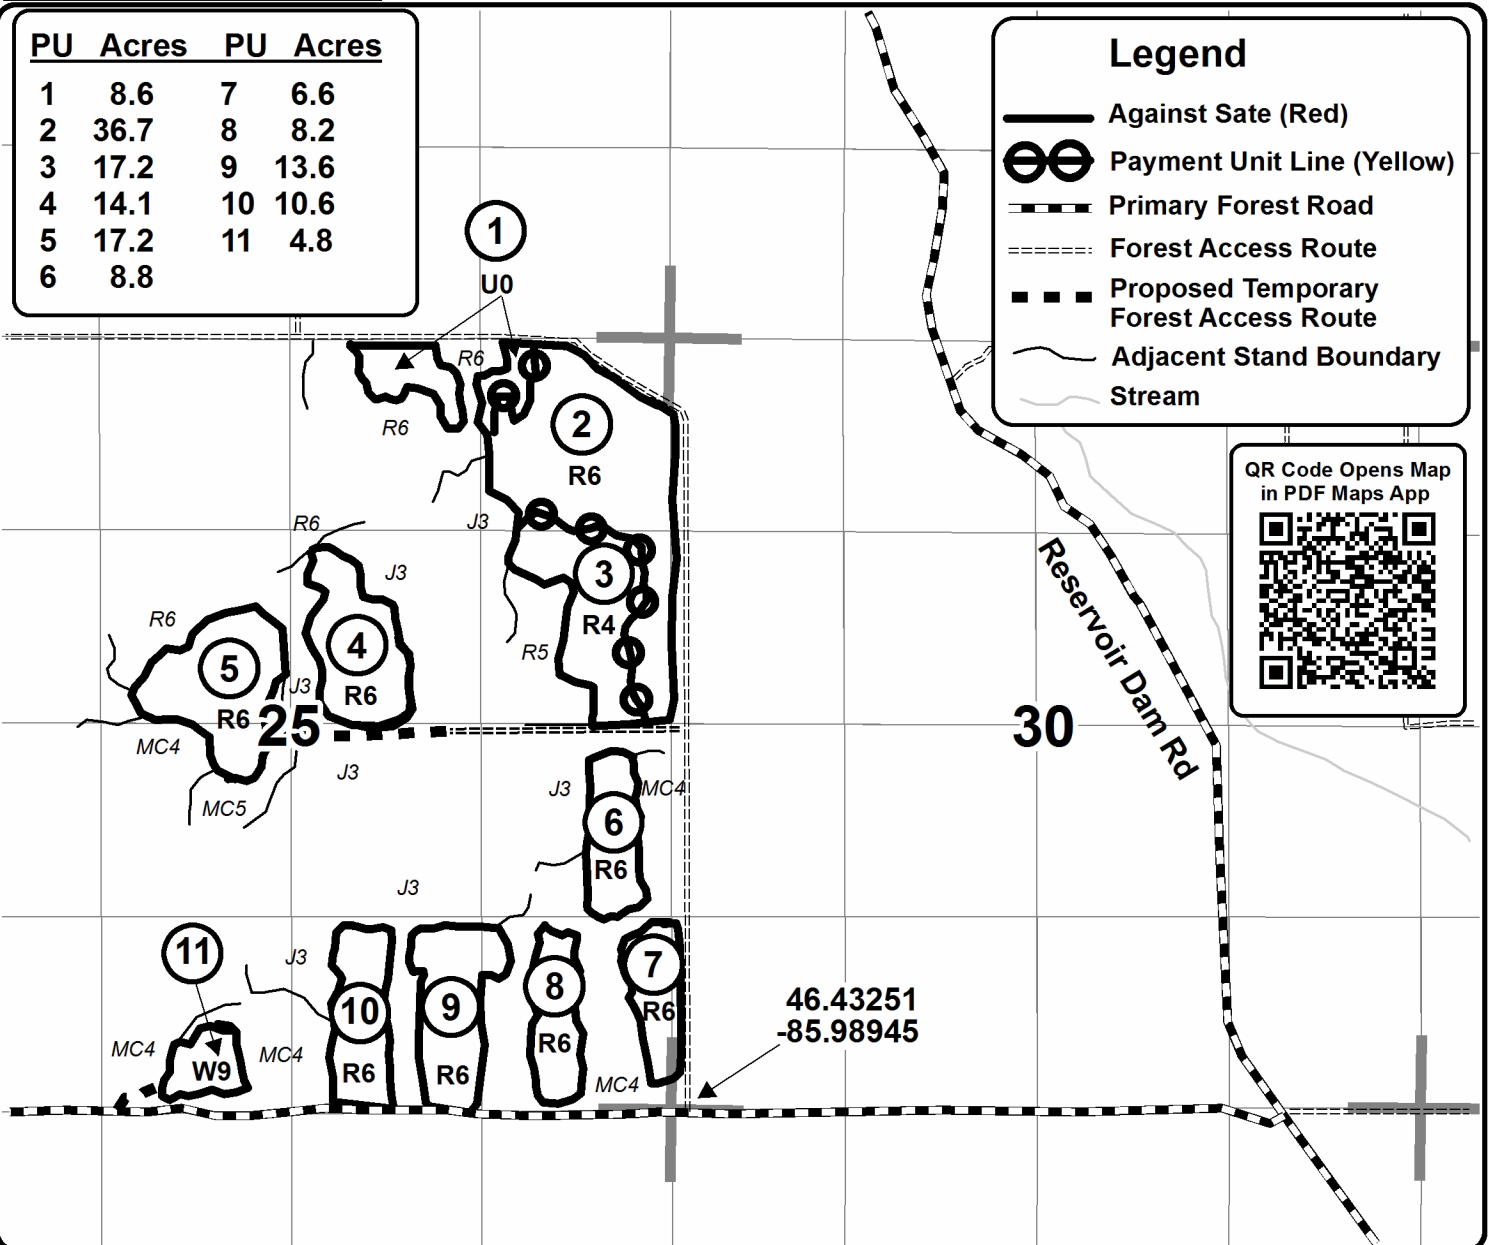 PU Acres PU Acres
1 8.6 7 6.6
2 36.7 8 8.2
3 17.2 9 13.6
4 14.1 10 10.6
5 17.2 11 4.8
6 8.8
Legend
Against Sate (Red)
Payment Unit Line (Yellow)
Primary Forest Road
Forest Access Route
Proposed Temporary
Forest Access Route
Adjacent Stand Boundary
Stream
QR Code Opens Map
in PDF Maps App
1
U0
R6
R6
2
R6
J3
R6
3
R4
J3
R6
4
R6
R5
5
R6
J3
25
30
Reservoir Dam Rd
MC4
J3
MC5
J3
MC4
6
R6
J3
11
J3
10
R6
9
R6
8
R6
7
R6
46.43251
-85.98945
MC4
W9
MC4
MC4